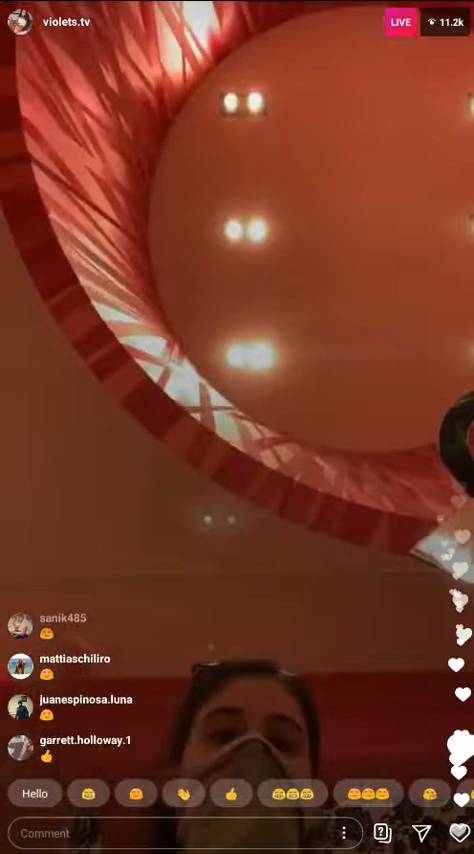 violets.tv
LIVE
11.2k
sanik485
😊
mattiaschiliro
😊
juanespinosa.luna
😊
garrett.holloway.1
👍
Hello
😂
😊
👏
👍
😂😂😂
😊😊😊
😘
Comment